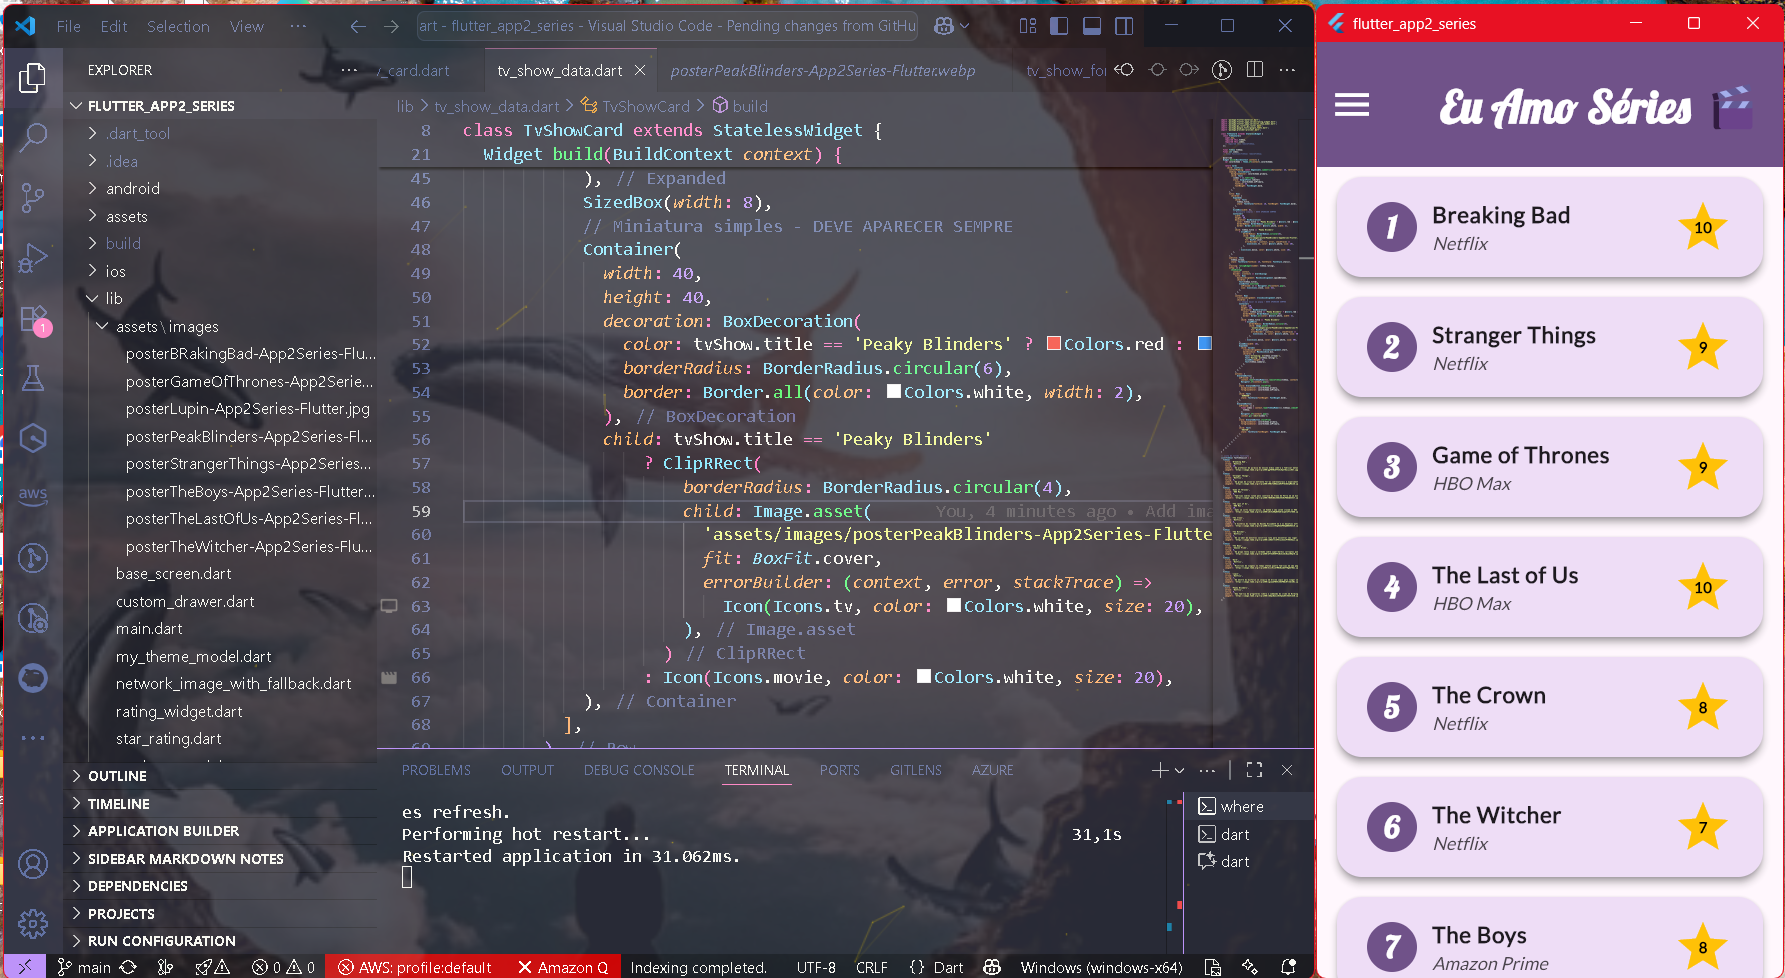 File Edit Selection View ··· art - flutter_app2_series - Visual Studio Code - Pending changes from GitHu
EXPLORER ···
FLUTTER_APP2_SERIES
.dart_tool
.idea
android
assets
build
ios
lib
assets\images
posterBRakingBad-App2Series-Flu...
posterGameOfThrones-App2Serie...
posterLupin-App2Series-Flutter.jpg
posterPeakBlinders-App2Series-Fl...
posterStrangerThings-App2Series...
posterTheBoys-App2Series-Flutter...
posterTheLastOfUs-App2Series-Fl...
posterTheWitcher-App2Series-Flu...
base_screen.dart
custom_drawer.dart
main.dart
my_theme_model.dart
network_image_with_fallback.dart
rating_widget.dart
star_rating.dart
OUTLINE
TIMELINE
APPLICATION BUILDER
SIDEBAR MARKDOWN NOTES
DEPENDENCIES
PROJECTS
RUN CONFIGURATION
aws
1
_card.dart tv_show_data.dart posterPeakBlinders-App2Series-Flutter.webp tv_show_for
lib > tv_show_data.dart > TvShowCard > build
8 class TvShowCard extends StatelessWidget {
21 Widget build(BuildContext context) {
45 ), // Expanded
46 SizedBox(width: 8),
47 // Miniatura simples - DEVE APARECER SEMPRE
48 Container(
49 width: 40,
50 height: 40,
51 decoration: BoxDecoration(
52 color: tvShow.title == 'Peaky Blinders' ? Colors.red :
53 borderRadius: BorderRadius.circular(6),
54 border: Border.all(color: Colors.white, width: 2),
55 ), // BoxDecoration
56 child: tvShow.title == 'Peaky Blinders'
57 ? ClipRRect(
58 borderRadius: BorderRadius.circular(4),
59 child: Image.asset( You, 4 minutes ago • Add ima
60 'assets/images/posterPeakBlinders-App2Series-Flutte
61 fit: BoxFit.cover,
62 errorBuilder: (context, error, stackTrace) =>
63 Icon(Icons.tv, color: Colors.white, size: 20),
64 ), // Image.asset
65 ) // ClipRRect
66 : Icon(Icons.movie, color: Colors.white, size: 20),
67 ), // Container
68 ],
PROBLEMS OUTPUT DEBUG CONSOLE TERMINAL PORTS GITLENS AZURE
es refresh.
Performing hot restart... 31,1s
Restarted application in 31.062ms.
where
dart
dart
main 0 0 AWS: profile:default Amazon Q Indexing completed. UTF-8 CRLF {} Dart Windows (windows-x64)
flutter_app2_series
Eu Amo Séries
1 Breaking Bad 10
Netflix
2 Stranger Things 9
Netflix
3 Game of Thrones 9
HBO Max
4 The Last of Us 10
HBO Max
5 The Crown 8
Netflix
6 The Witcher 7
Netflix
7 The Boys 8
Amazon Prime